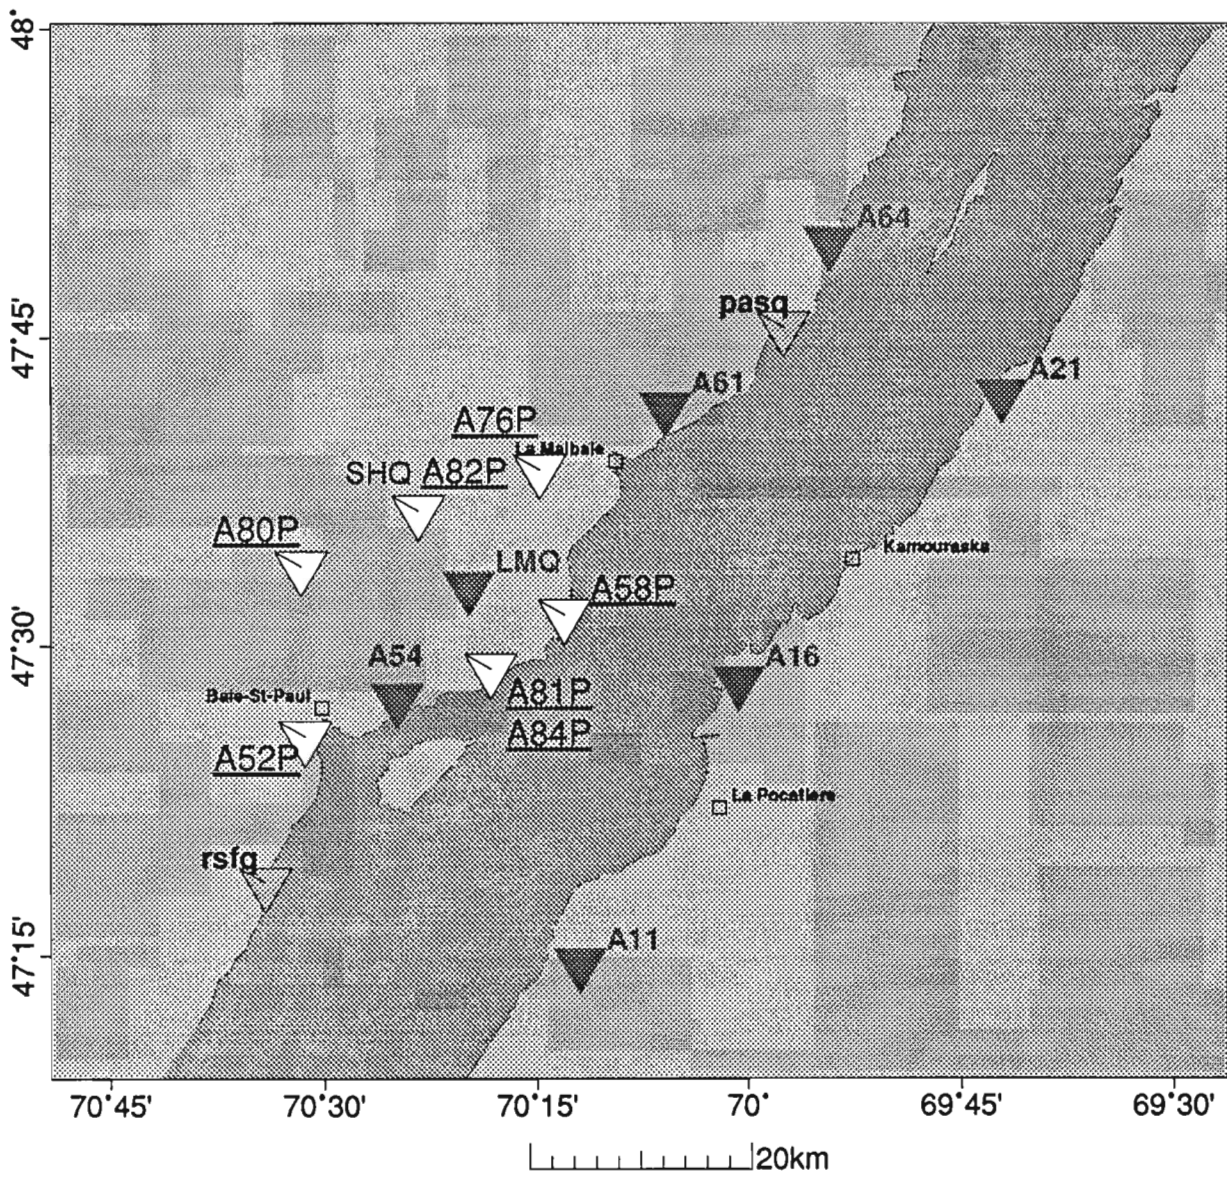 48°
A64
pasq
47°45'
A21
A61
A76P
La Malbaie
SHQ A82P
A80P
Kamouraska
LMQ
A58P
47°30'
A54
A16
Baie-St-Paul
A81P
A84P
A52P
La Pocatiere
rsfg
A11
47°15'
70°45' 70°30' 70°15' 70° 69°45' 69°30'
20km